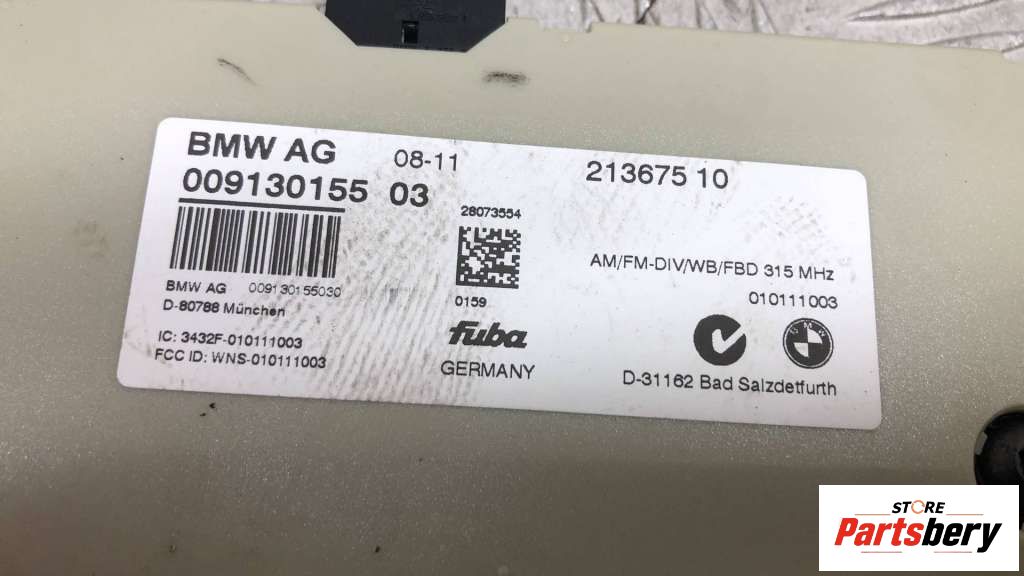 BMW AG 08-11 213675 10
009130155 03
28073554
AM/FM-DIV/WB/FBD 315 MHz
BMW AG 009130155030
0159
010111003
D-80788 München
fuba
BMW
IC: 3432F-010111003
FCC ID: WNS-010111003
GERMANY
D-31162 Bad Salzdetfurth
STORE
Partsbery